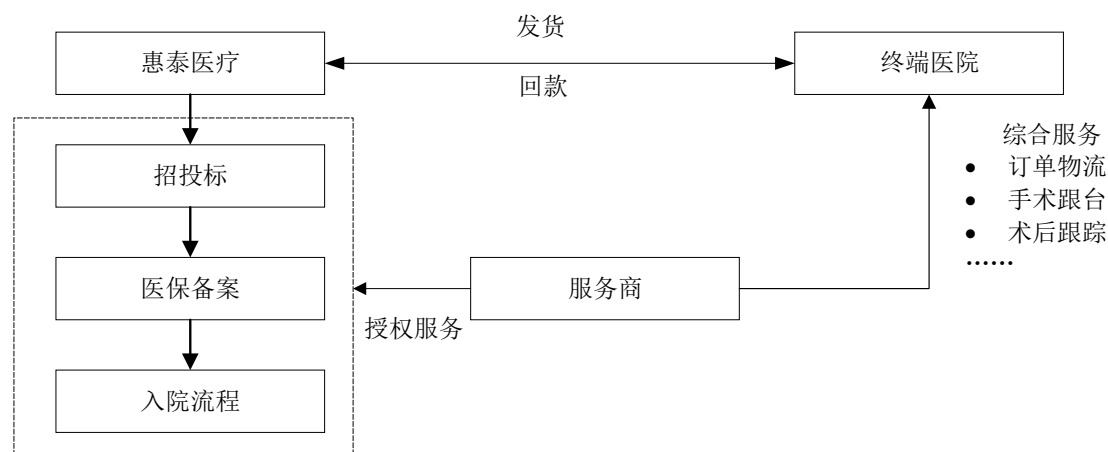 发货
惠泰医疗
终端医院
回款
招投标
医保备案
入院流程
服务商
授权服务
综合服务
● 订单物流
● 手术跟台
● 术后跟踪
……